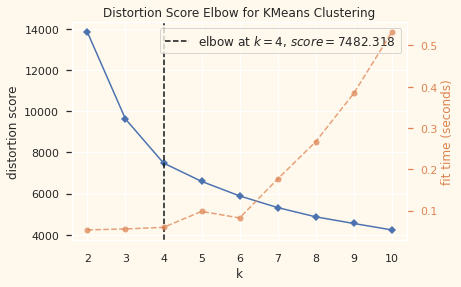 Distortion Score Elbow for KMeans Clustering
elbow at k = 4, score = 7482.318
distortion score
14000
12000
10000
8000
6000
4000
2 3 4 5 6 7 8 9 10
k
0.5
0.4
0.3
0.2
0.1
fit time (seconds)